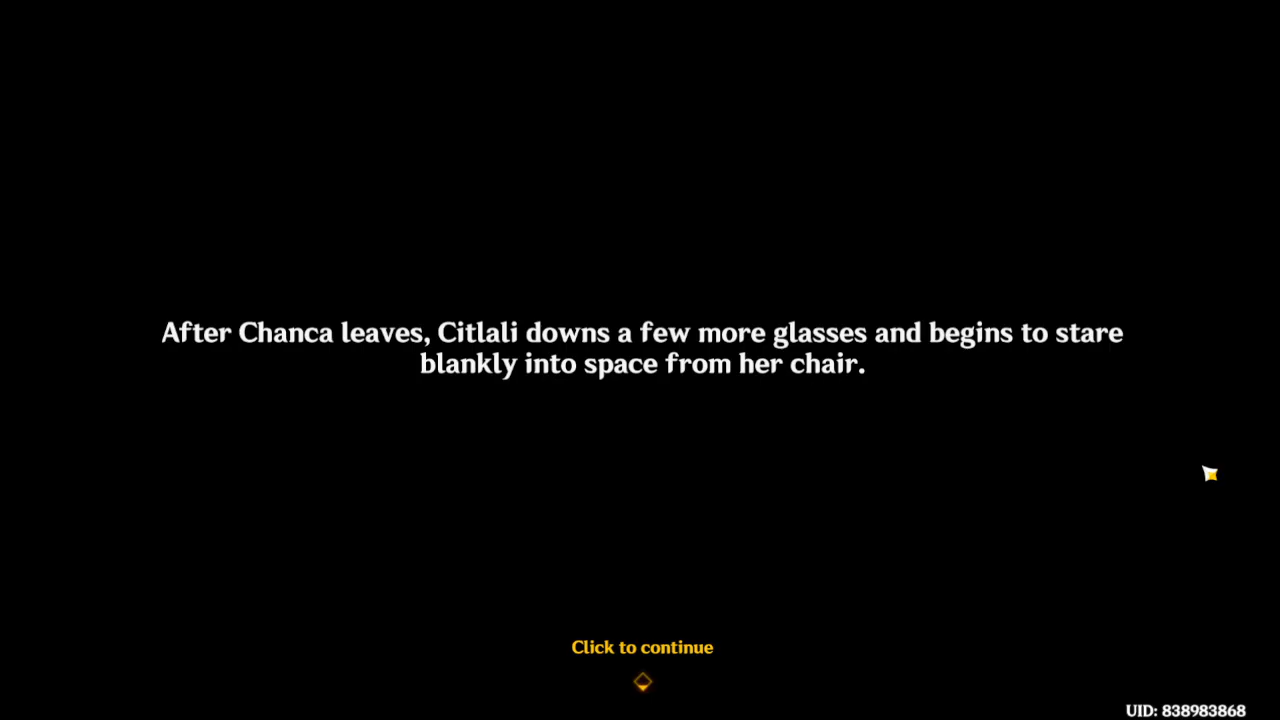 After Chanca leaves, Citlali downs a few more glasses and begins to stare
blankly into space from her chair.
Click to continue
UID: 838983868